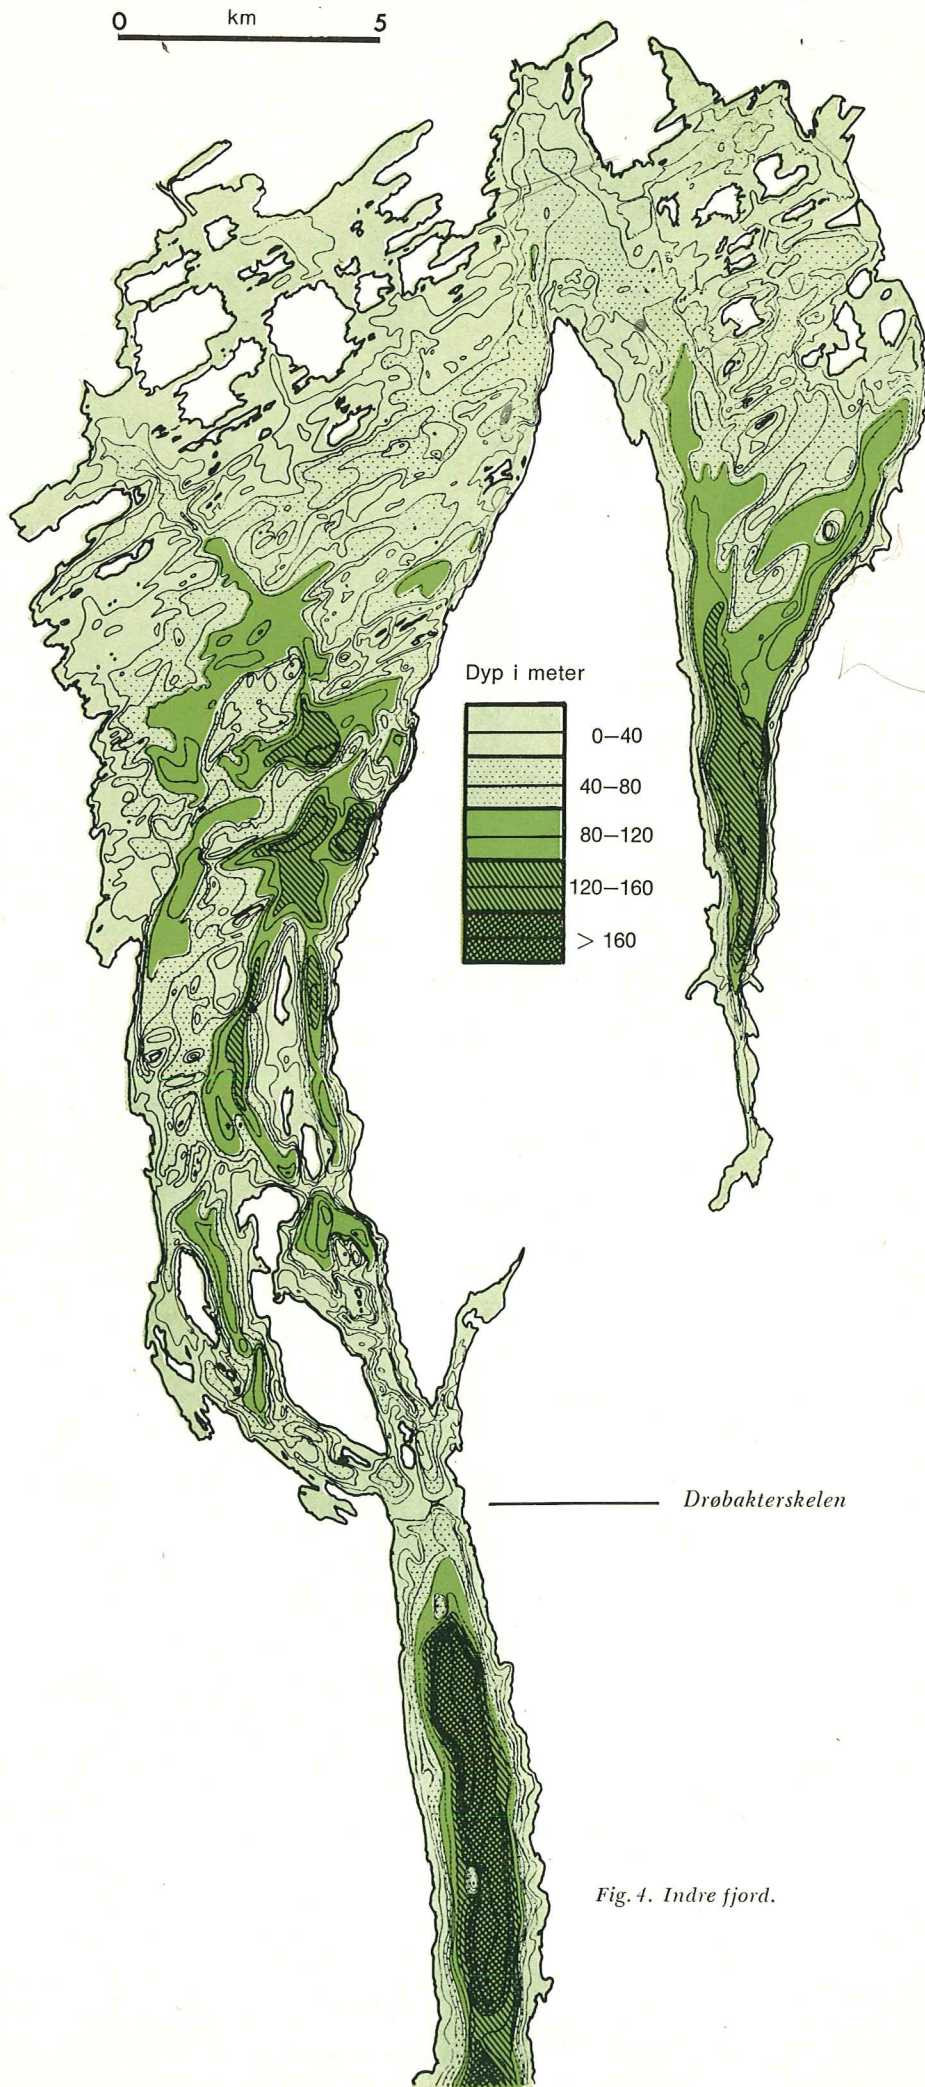 0 km 5
Dyp i meter
0—40
40—80
80—120
120—160
> 160
Drøbakterskelen
Fig. 4. Indre fjord.